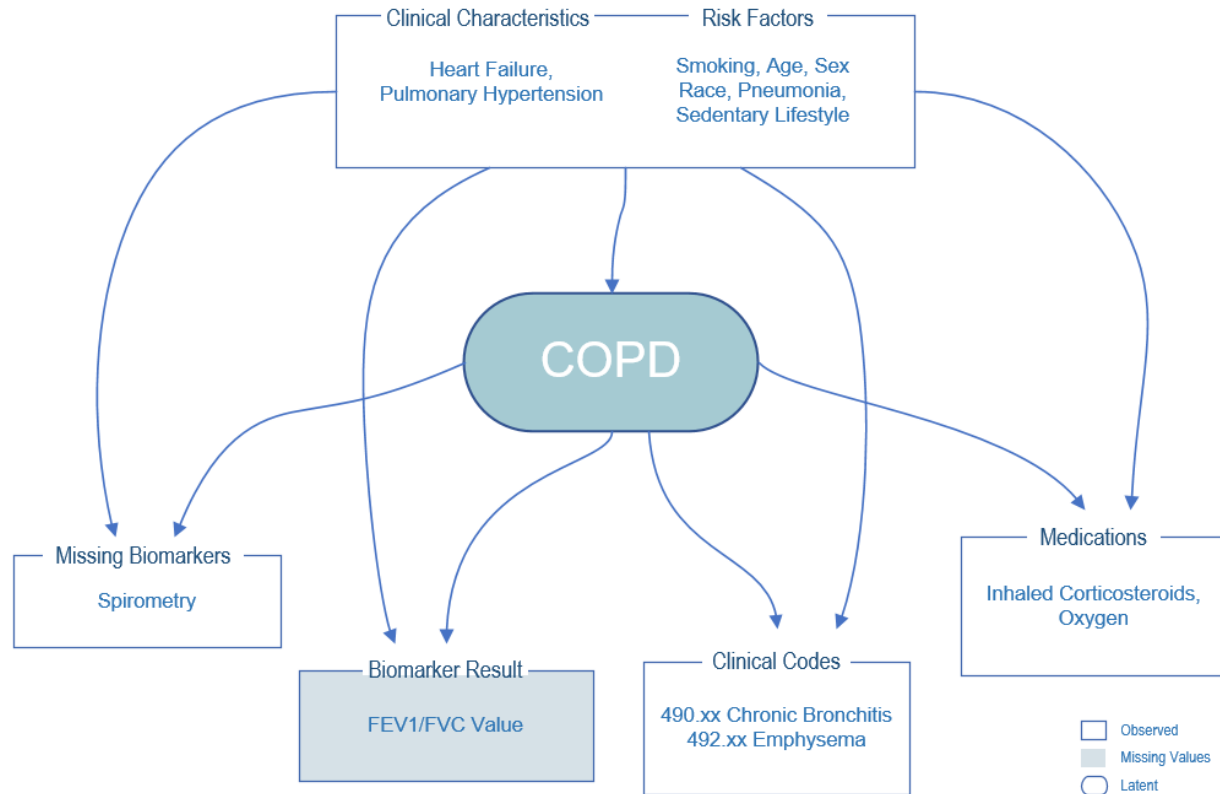 Clinical Characteristics
Risk Factors
Heart Failure,
Pulmonary Hypertension
Smoking, Age, Sex
Race, Pneumonia,
Sedentary Lifestyle
COPD
Missing Biomarkers
Spirometry
Biomarker Result
FEV1/FVC Value
Clinical Codes
490.xx Chronic Bronchitis
492.xx Emphysema
Medications
Inhaled Corticosteroids,
Oxygen
Observed
Missing Values
Latent